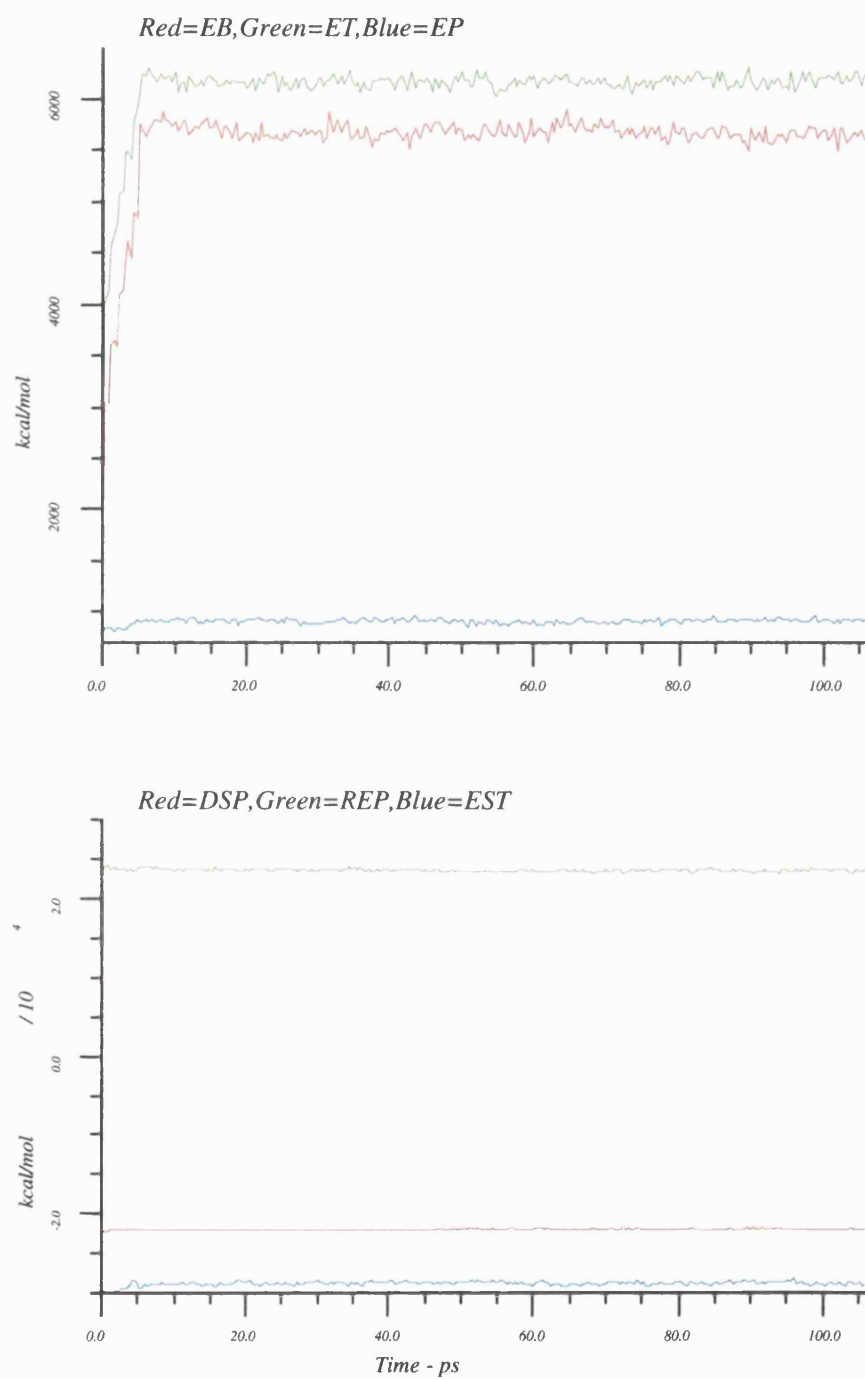 Red=EB,Green=ET,Blue=EP
6000
4000
2000
kcal/mol
0.0 20.0 40.0 60.0 80.0 100.0
Red=DSP,Green=REP,Blue=EST
2.0
0.0
-2.0
kcal/mol / 10 4
0.0 20.0 40.0 60.0 80.0 100.0
Time - ps